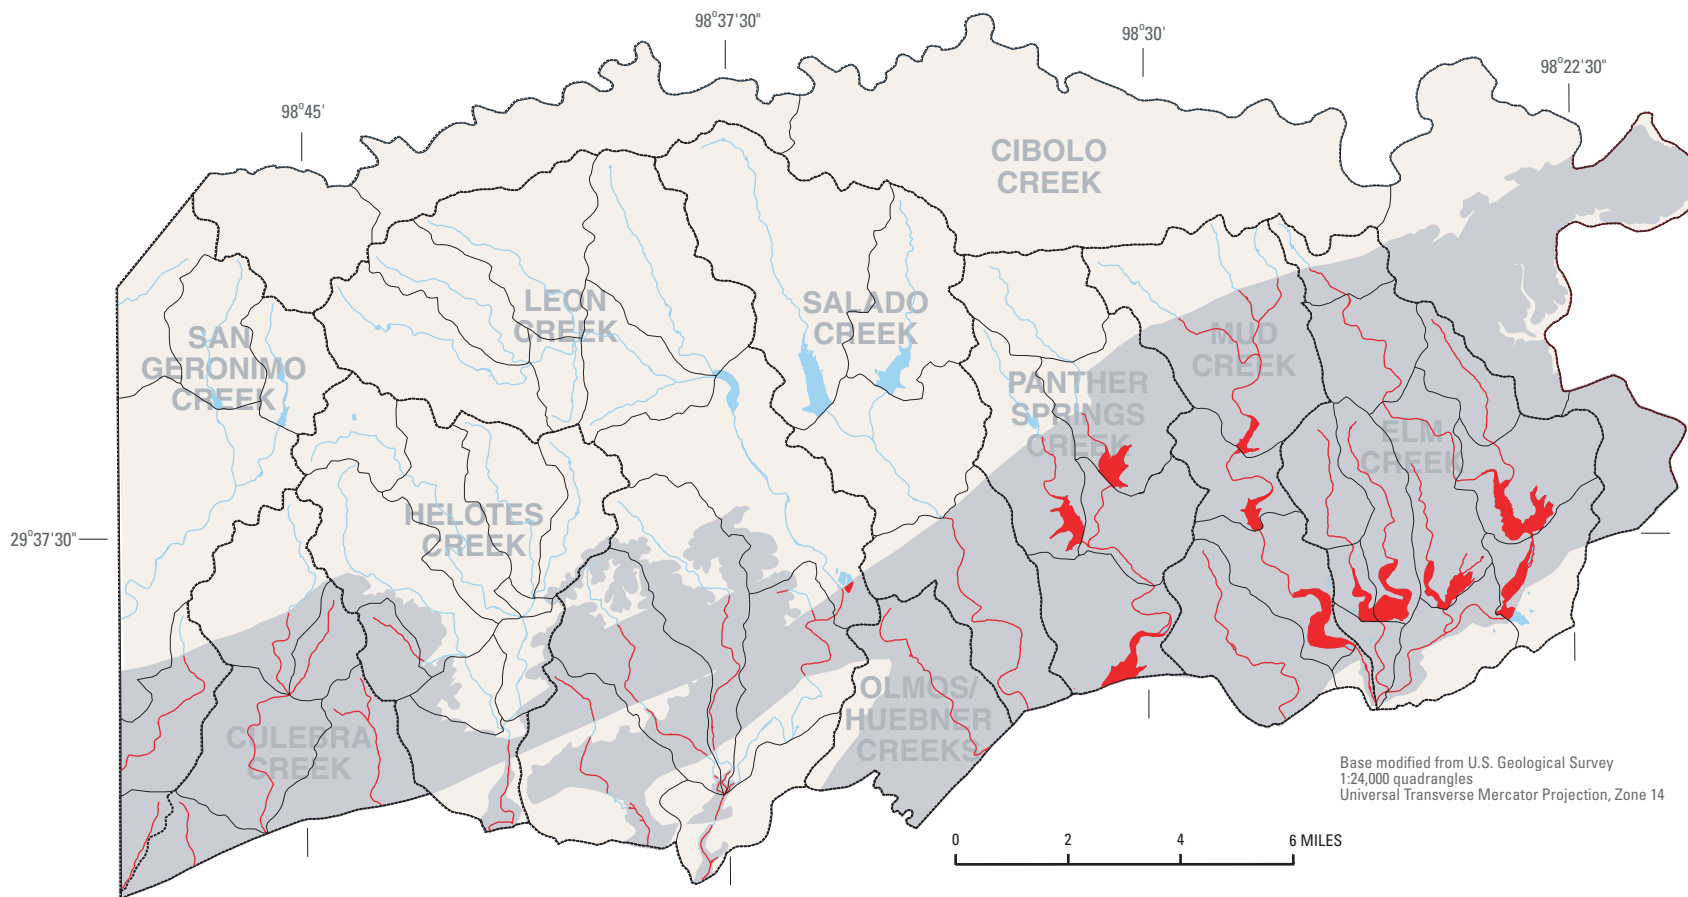 98°37'30"
98°30'
98°22'30"
98°45'
CIBOLO
CREEK
LEON
CREEK
SALADO
CREEK
SAN
GERONIMO
CREEK
MUD
CREEK
PANTHER
SPRINGS
CREEK
ELM
CREEK
HELOTES
CREEK
29°37'30"
OLMOS/
HUEBNER
CREEKS
CULEBRA
CREEK
Base modified from U.S. Geological Survey
1:24,000 quadrangles
Universal Transverse Mercator Projection, Zone 14
0 2 4 6 MILES